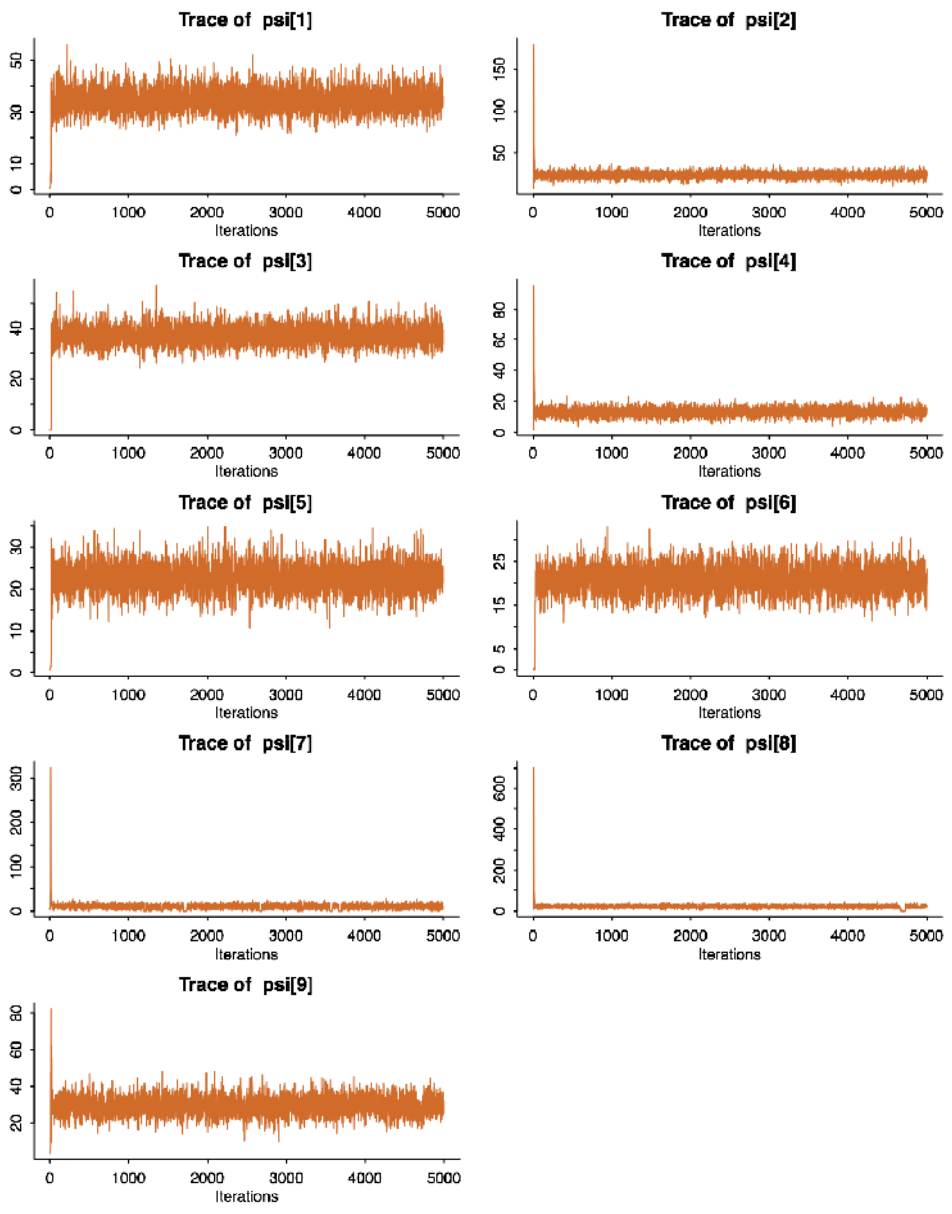 Trace of psi[1]
50
30
10
0
0 1000 2000 3000 4000 5000
Iterations
Trace of psi[2]
150
100
50
0 1000 2000 3000 4000 5000
Iterations
Trace of psi[3]
40
20
0
0 1000 2000 3000 4000 5000
Iterations
Trace of psi[4]
80
60
40
20
0
0 1000 2000 3000 4000 5000
Iterations
Trace of psi[5]
30
20
10
0
0 1000 2000 3000 4000 5000
Iterations
Trace of psi[6]
25
15
5
0
0 1000 2000 3000 4000 5000
Iterations
Trace of psi[7]
300
200
100
0
0 1000 2000 3000 4000 5000
Iterations
Trace of psi[8]
600
400
200
0
0 1000 2000 3000 4000 5000
Iterations
Trace of psi[9]
80
60
40
20
0 1000 2000 3000 4000 5000
Iterations